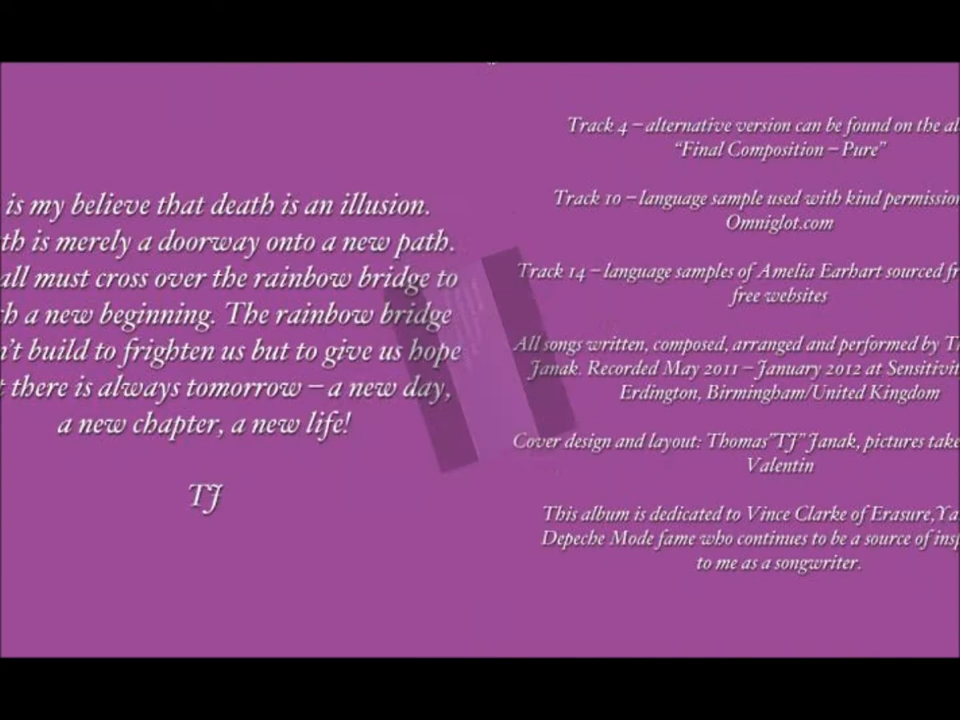 is my believe that death is an illusion.
th is merely a doorway onto a new path.
all must cross over the rainbow bridge to
h a new beginning. The rainbow bridge
n't build to frighten us but to give us hope
t there is always tomorrow – a new day,
a new chapter, a new life!
TJ
Track 4 – alternative version can be found on the al
"Final Composition – Pure"
Track 10 – language sample used with kind permission
Omniglot.com
Track 14 – language samples of Amelia Earhart sourced fr
free websites
All songs written, composed, arranged and performed by T
Janak. Recorded May 2011 – January 2012 at Sensitivit
Erdington, Birmingham/United Kingdom
Cover design and layout: Thomas"TJ" Janak, pictures take
Valentin
This album is dedicated to Vince Clarke of Erasure,Ya
Depeche Mode fame who continues to be a source of insp
to me as a songwriter.